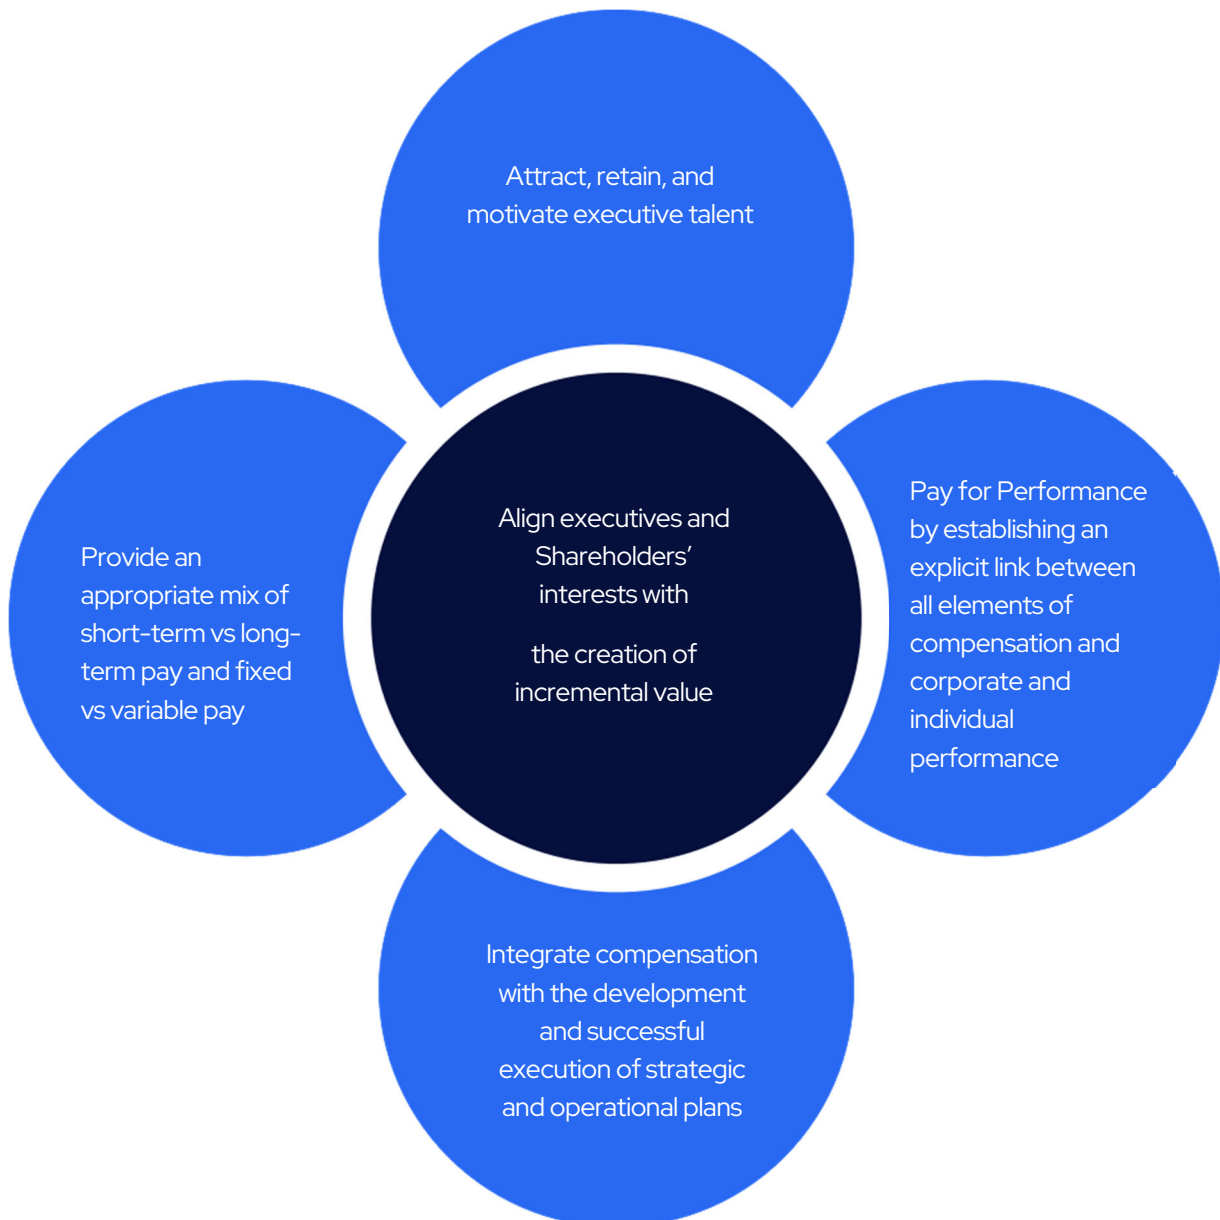 Attract, retain, and
motivate executive talent
Provide an
appropriate mix of
short-term vs long-
term pay and fixed
vs variable pay
Align executives and
Shareholders’
interests with
the creation of
incremental value
Pay for Performance
by establishing an
explicit link between
all elements of
compensation and
corporate and
individual
performance
Integrate compensation
with the development
and successful
execution of strategic
and operational plans